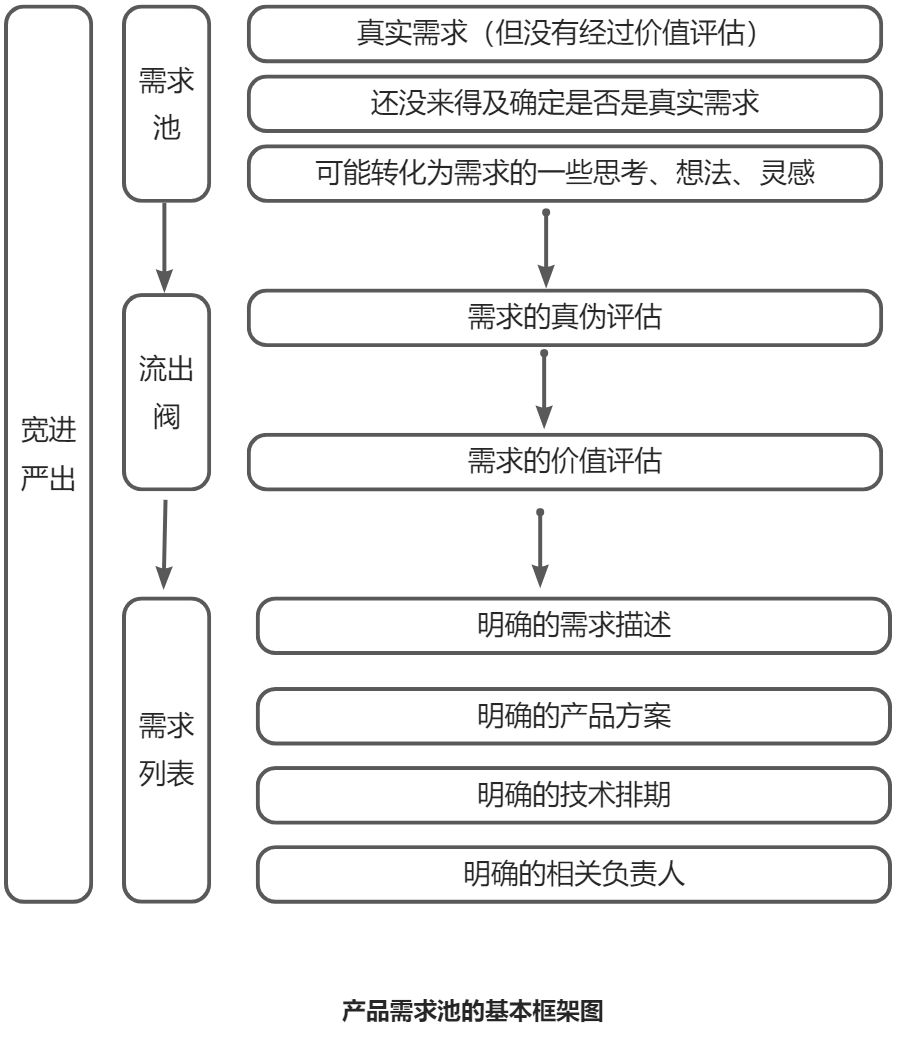 宽进
严出
需求
池
真实需求（但没有经过价值评估）
还没来得及确定是否是真实需求
可能转化为需求的一些思考、想法、灵感
流出
阀
需求的真伪评估
需求的价值评估
需求
列表
明确的需求描述
明确的产品方案
明确的技术排期
明确的相关负责人
产品需求池的基本框架图